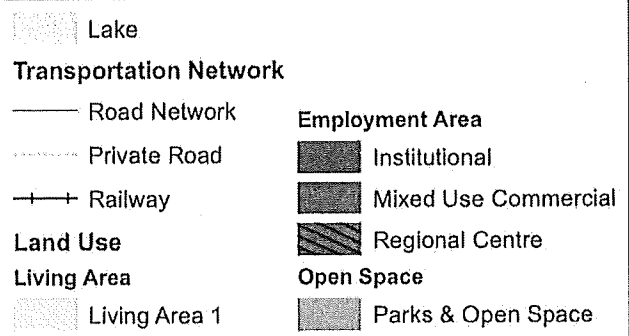 Lake
Transportation Network
Road Network
Private Road
Railway
Land Use
Living Area
Living Area 1
Employment Area
Institutional
Mixed Use Commercial
Regional Centre
Open Space
Parks & Open Space